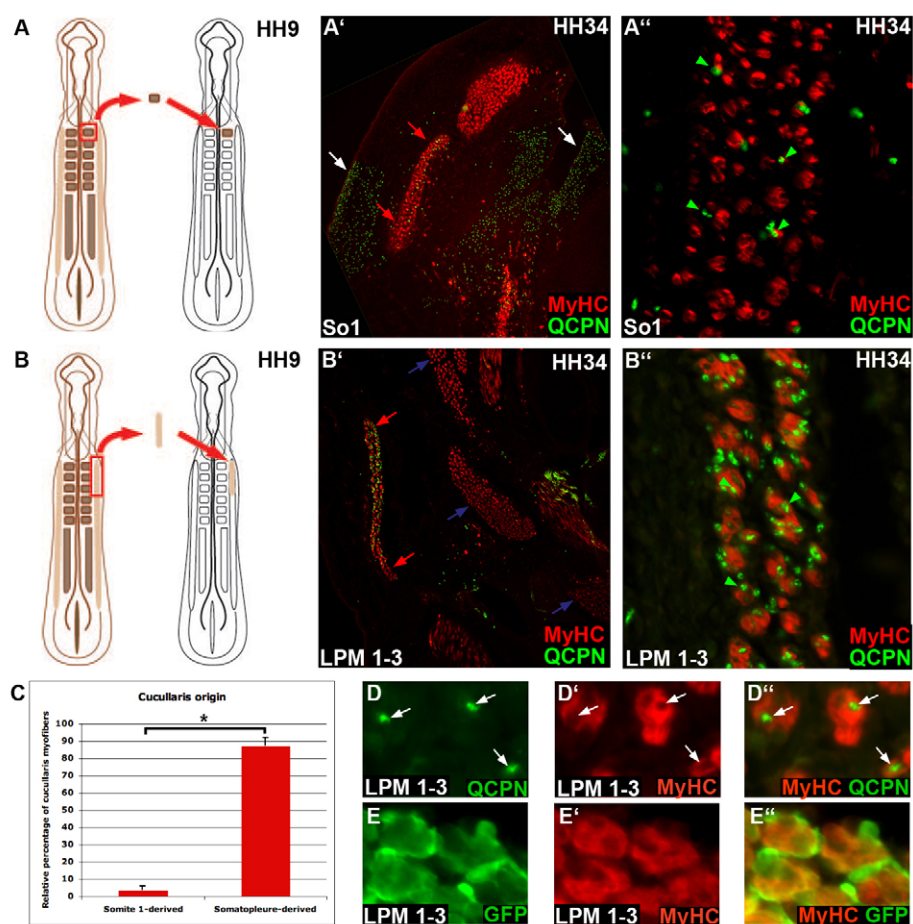 A
HH9
A‘
HH34
So1
MyHC
QCPN
A“
HH34
So1
MyHC
QCPN
B
HH9
B‘
HH34
LPM 1-3
MyHC
QCPN
B“
HH34
LPM 1-3
MyHC
QCPN
C
Cucullaris origin
Relative percentage of cucullaris myofibers
100
90
80
70
60
50
40
30
20
10
0
*
Somite 1-derived
Somatopleure-derived
D
LPM 1-3 QCPN
D‘
LPM 1-3 MyHC
D“
MyHC QCPN
E
LPM 1-3 GFP
E‘
LPM 1-3 MyHC
E“
MyHC GFP